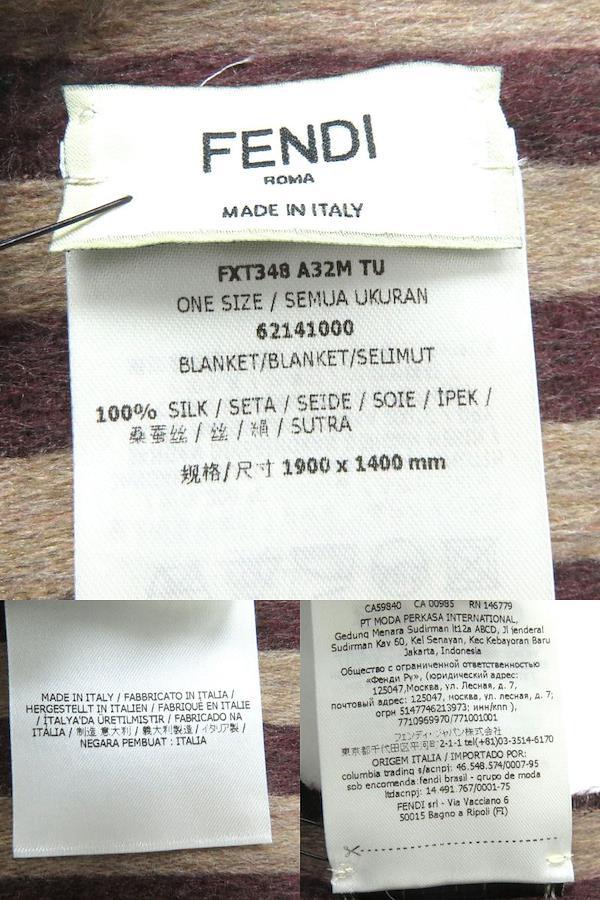 FENDI
ROMA
MADE IN ITALY
FXT348 A32M TU
ONE SIZE / SEMUA UKURAN
62141000
BLANKET/BLANKET/SELIMUT
100% SILK / SETA / SEIDE / SOIE / İPEK /
桑蚕丝 / 丝 / 絹 / SUTRA
规格/尺寸 1900 x 1400 mm
MADE IN ITALY / FABBRICATO IN ITALIA /
HERGESTELLT IN ITALIEN / FABRIQUÉ EN ITALIE
/ İTALYA'DA ÜRETILMISTIR / FABRICADO NA
ITÁLIA / 制造 意大利 / 義大利製造 / イタリア製 /
NEGARA PEMBUAT : ITALIA
CA59840 CA 00985 RN 146779
PT MODA PERKASA INTERNATIONAL,
Gedung Menara Sudirman lt12a ABCD, Jl jenderal
Sudirman Kav 60, Kel Senayan, Kec Kebayoran Baru
Jakarta, Indonesia
Общество с ограниченной ответственностью
«Фенди Ру», (юридический адрес:
125047,Москва, ул. Лесная, д. 7,
почтовый адрес: 125047, москва, ул. лесная, д. 7;
огрн 5147746213973; инн/кпп ),
7710969970/771001001
フェンディ・ジャパン株式会社
東京都千代田区平河町2-1-1 tel(+81)03-3514-6170
ORIGEM ITALIA / IMPORTADO POR:
columbia trading s/acnpj: 46.548.574/0007-95
sob encomenda:fendi brasil - grupo de moda
ltdacnpj: 14.491.767/0001-75
FENDI srl - Via Vacciano 6
50015 Bagno a Ripoli (FI)